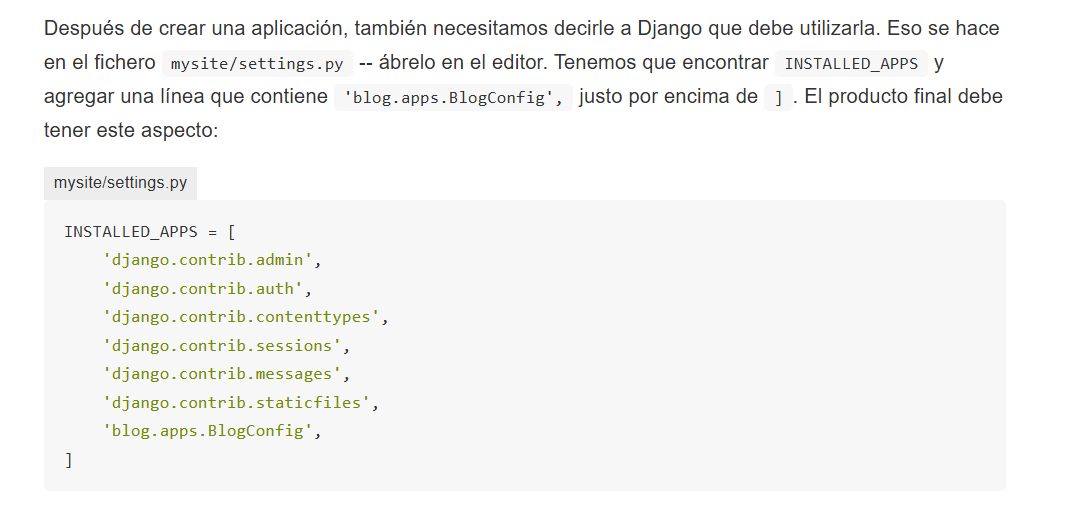 Después de crear una aplicación, también necesitamos decirle a Django que debe utilizarla. Eso se hace
en el fichero mysite/settings.py -- ábrelo en el editor. Tenemos que encontrar INSTALLED_APPS y
agregar una línea que contiene 'blog.apps.BlogConfig', justo por encima de ] . El producto final debe
tener este aspecto:
mysite/settings.py
INSTALLED_APPS = [
    'django.contrib.admin',
    'django.contrib.auth',
    'django.contrib.contenttypes',
    'django.contrib.sessions',
    'django.contrib.messages',
    'django.contrib.staticfiles',
    'blog.apps.BlogConfig',
]